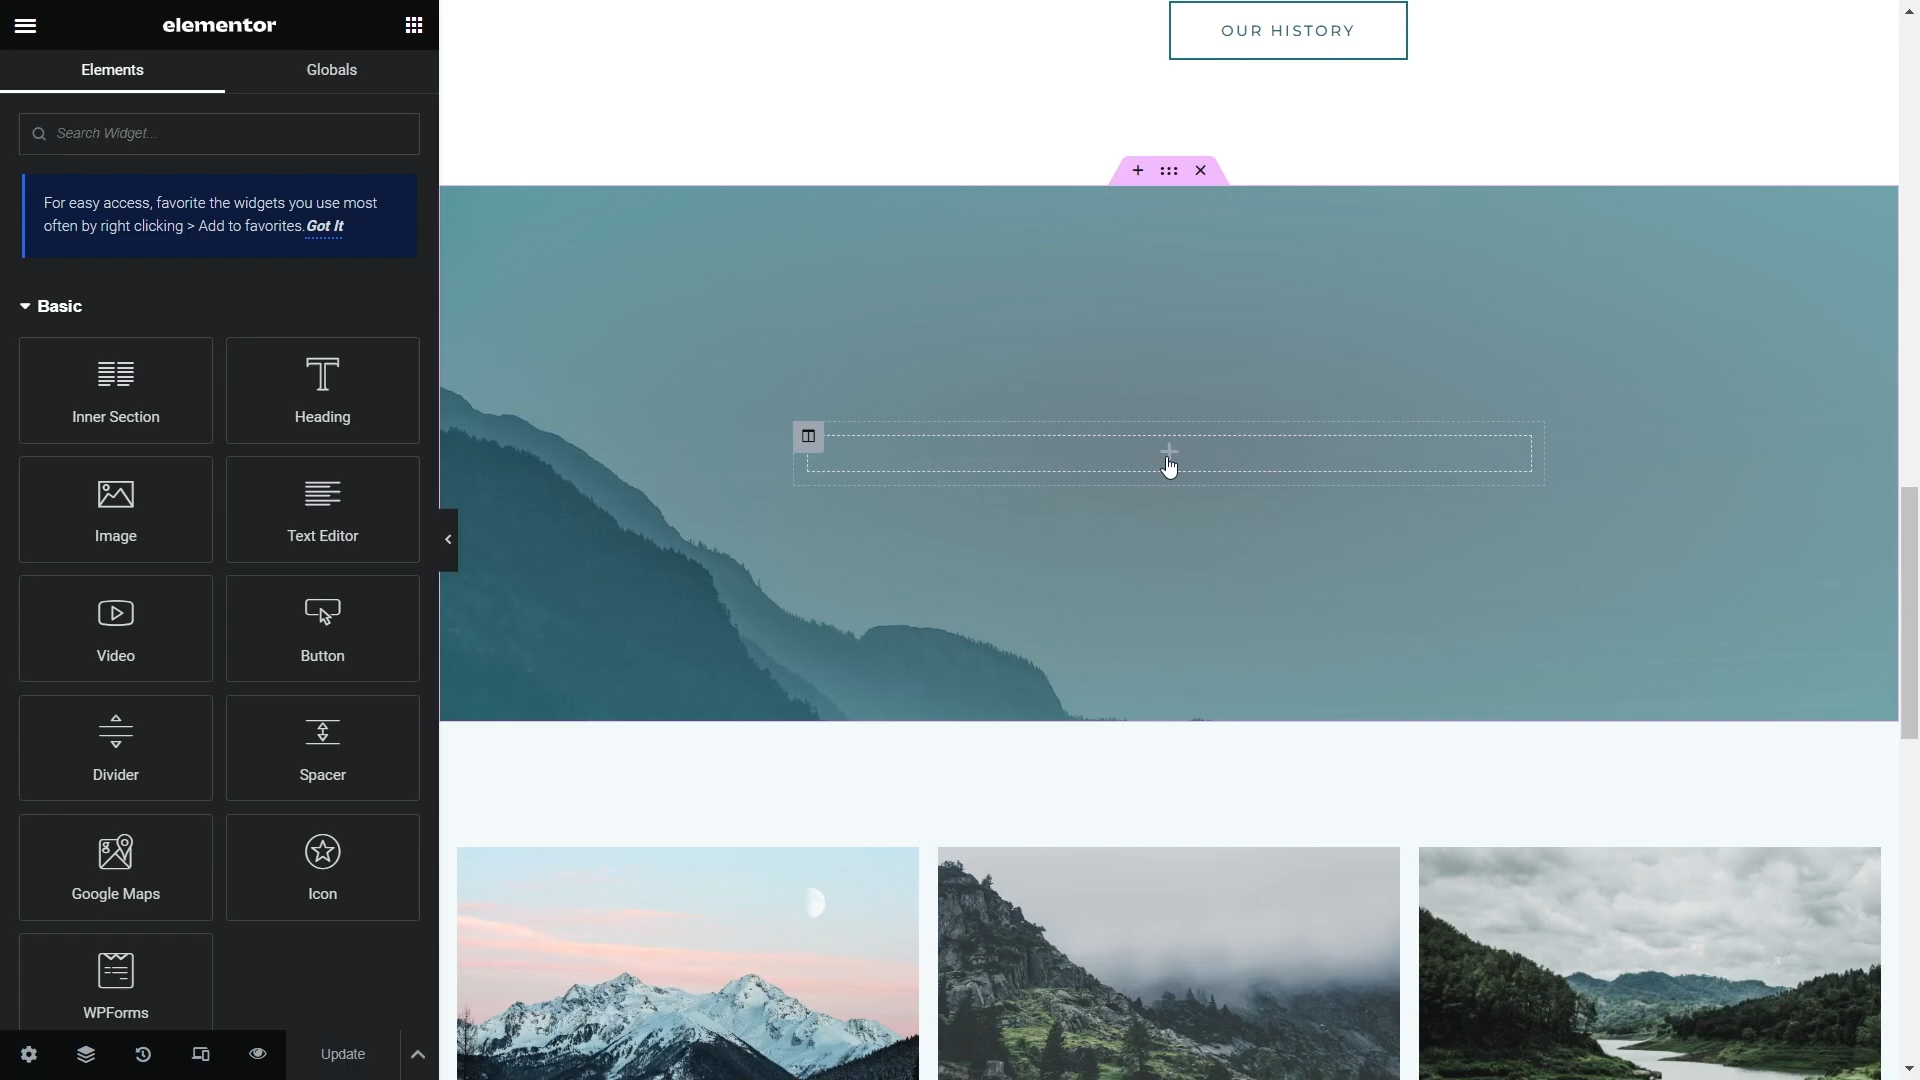 elementor
Elements
Globals
Search Widget...
For easy access, favorite the widgets you use most
often by right clicking > Add to favorites. Got It
Basic
Inner Section
Heading
Image
Text Editor
Video
Button
Divider
Spacer
Google Maps
Icon
WPForms
Update
OUR HISTORY